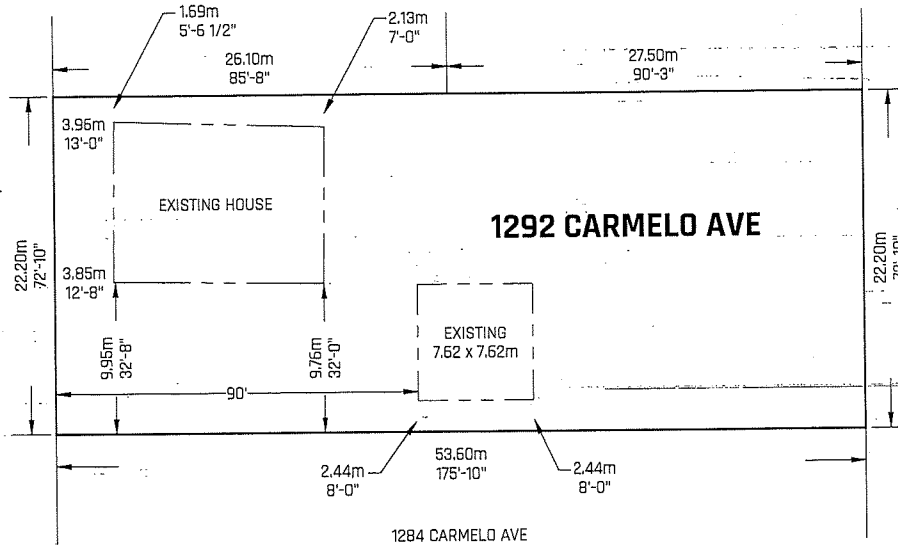 1.69m
5'-6 1/2"
2.13m
7'-0"
26.10m
85'-8"
27.50m
90'-3"
3.95m
13'-0"
EXISTING HOUSE
1292 CARMELO AVE
22.20m
72'-10"
22.20m
3.85m
12'-8"
EXISTING
7.62 x 7.62m
9.95m
32'-8"
9.76m
32'-0"
90'
2.44m
8'-0"
53.60m
175'-10"
2.44m
8'-0"
1284 CARMELO AVE